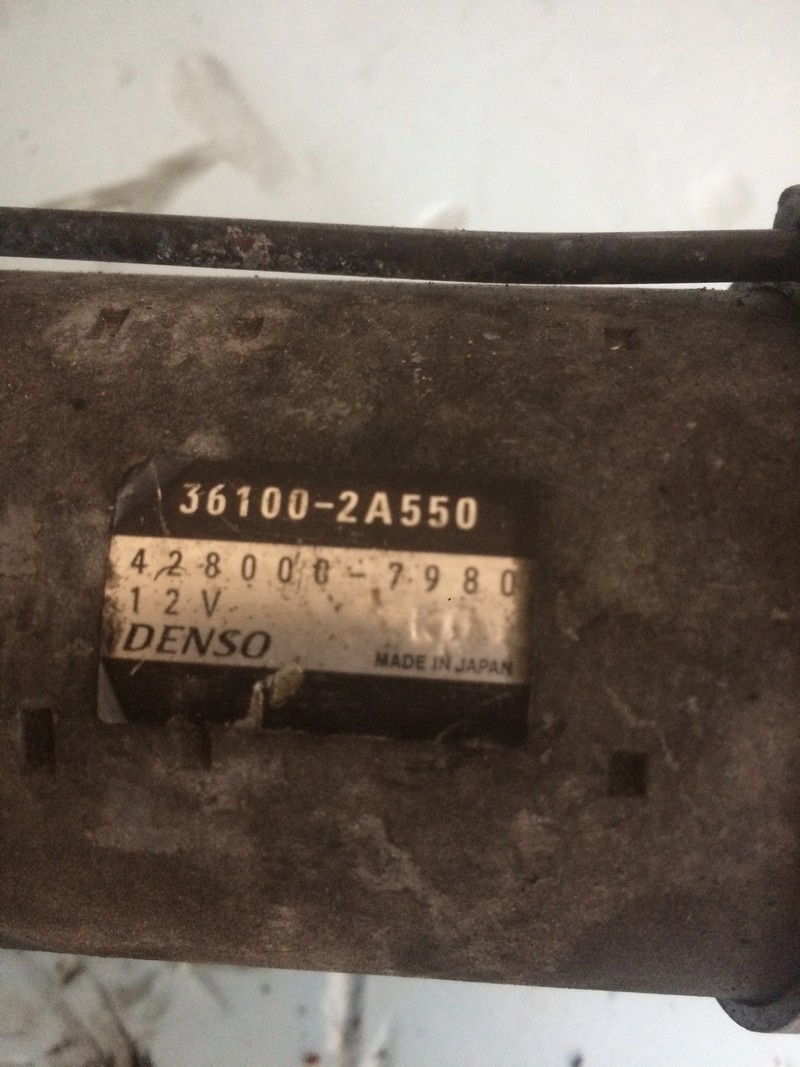 36100-2A550
428000-7980
12V
DENSO
MADE IN JAPAN